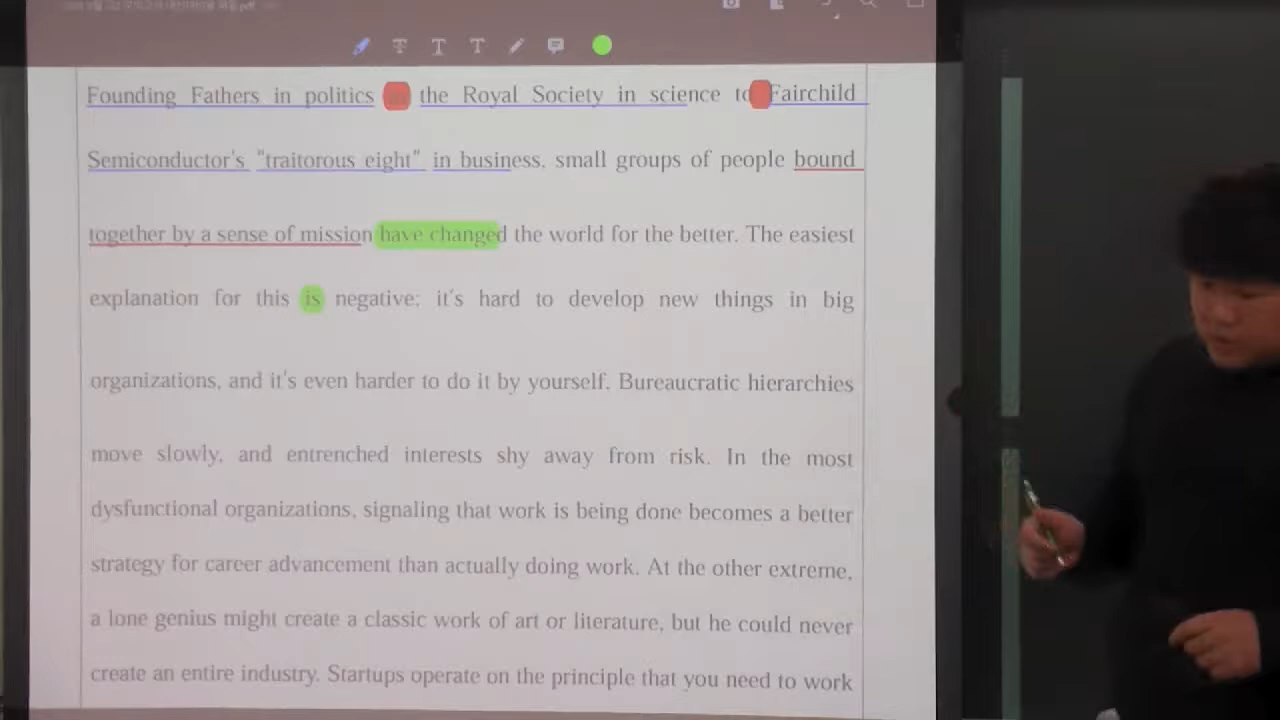 Founding Fathers in politics the Royal Society in science to Fairchild
Semiconductor's "traitorous eight" in business, small groups of people bound
together by a sense of mission have changed the world for the better. The easiest
explanation for this is negative: it's hard to develop new things in big
organizations, and it's even harder to do it by yourself. Bureaucratic hierarchies
move slowly, and entrenched interests shy away from risk. In the most
dysfunctional organizations, signaling that work is being done becomes a better
strategy for career advancement than actually doing work. At the other extreme,
a lone genius might create a classic work of art or literature, but he could never
create an entire industry. Startups operate on the principle that you need to work